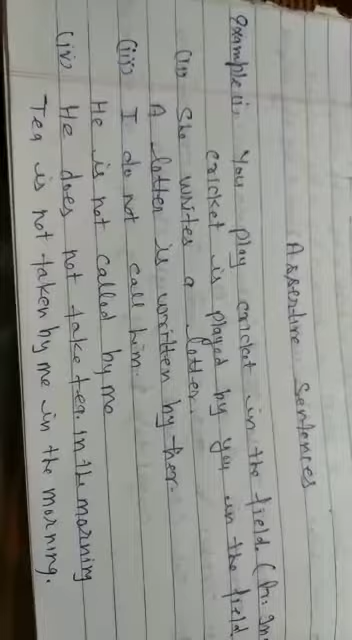 Assertive Sentences
Example:(i) You play cricket in the field. (
cricket is played by you in the field
(ii) She writes a letter.
A letter is written by her.
(iii) I do not call him.
He is not called by me
(iv) He does not take tea. In the morning
Tea is not taken by me in the morning.